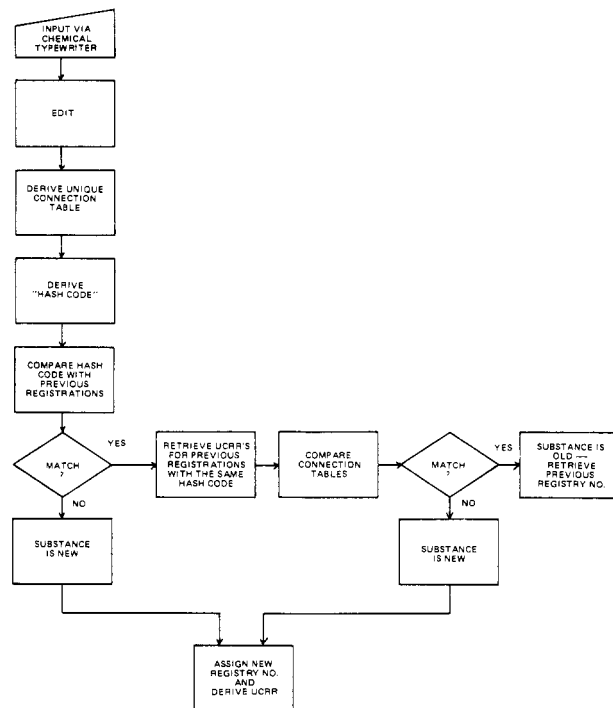 INPUT VIA
CHEMICAL
TYPEWRITER
EDIT
DERIVE UNIQUE
CONNECTION
TABLE
DERIVE
"HASH CODE"
COMPARE HASH
CODE WITH
PREVIOUS
REGISTRATIONS
MATCH
?
YES
NO
RETRIEVE UCRR'S
FOR PREVIOUS
REGISTRATIONS
WITH THE SAME
HASH CODE
COMPARE
CONNECTION
TABLES
MATCH
?
YES
NO
SUBSTANCE IS
OLD —
RETRIEVE
PREVIOUS
REGISTRY NO.
SUBSTANCE
IS NEW
SUBSTANCE
IS NEW
ASSIGN NEW
REGISTRY NO.
AND
DERIVE UCRR